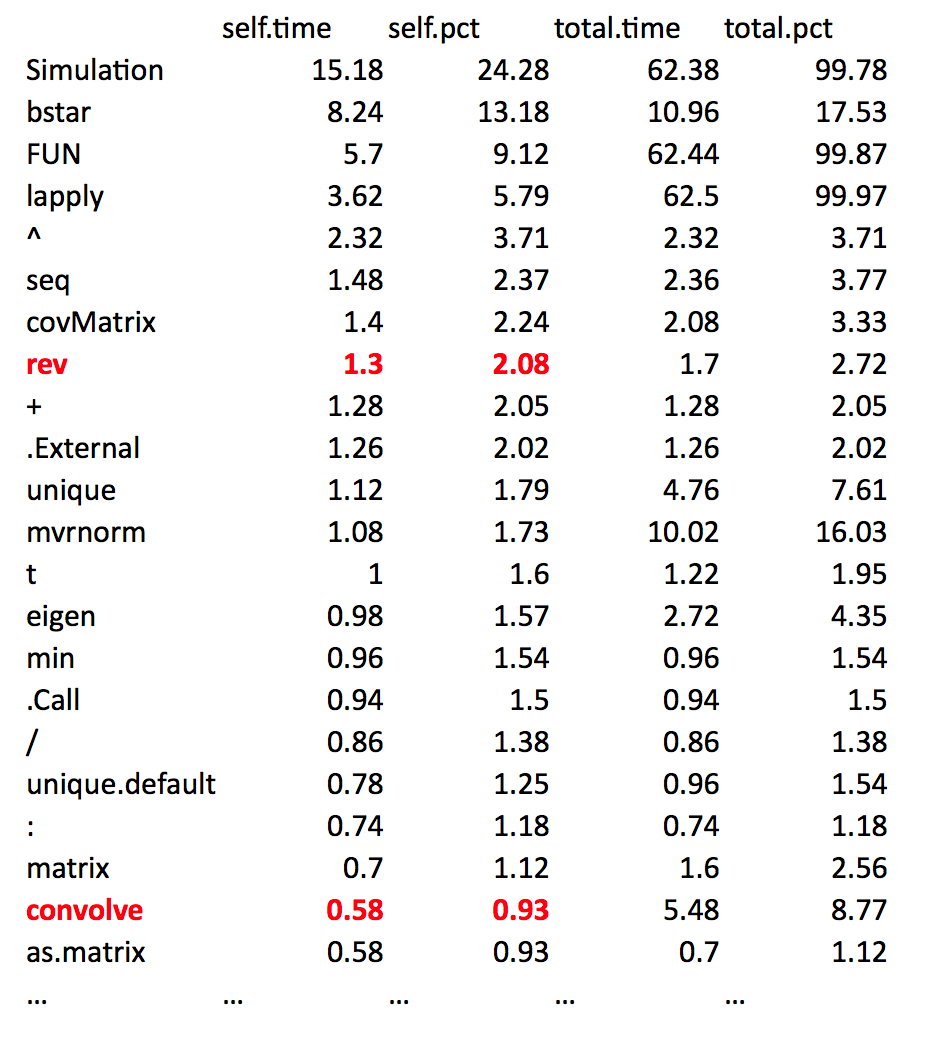 self.time self.pct total.time total.pct
Simulation 15.18 24.28 62.38 99.78
bstar 8.24 13.18 10.96 17.53
FUN 5.7 9.12 62.44 99.87
lapply 3.62 5.79 62.5 99.97
^ 2.32 3.71 2.32 3.71
seq 1.48 2.37 2.36 3.77
covMatrix 1.4 2.24 2.08 3.33
rev 1.3 2.08 1.7 2.72
+ 1.28 2.05 1.28 2.05
.External 1.26 2.02 1.26 2.02
unique 1.12 1.79 4.76 7.61
mvrnorm 1.08 1.73 10.02 16.03
t 1 1.6 1.22 1.95
eigen 0.98 1.57 2.72 4.35
min 0.96 1.54 0.96 1.54
.Call 0.94 1.5 0.94 1.5
/ 0.86 1.38 0.86 1.38
unique.default 0.78 1.25 0.96 1.54
: 0.74 1.18 0.74 1.18
matrix 0.7 1.12 1.6 2.56
convolve 0.58 0.93 5.48 8.77
as.matrix 0.58 0.93 0.7 1.12
... ... ... ... ...